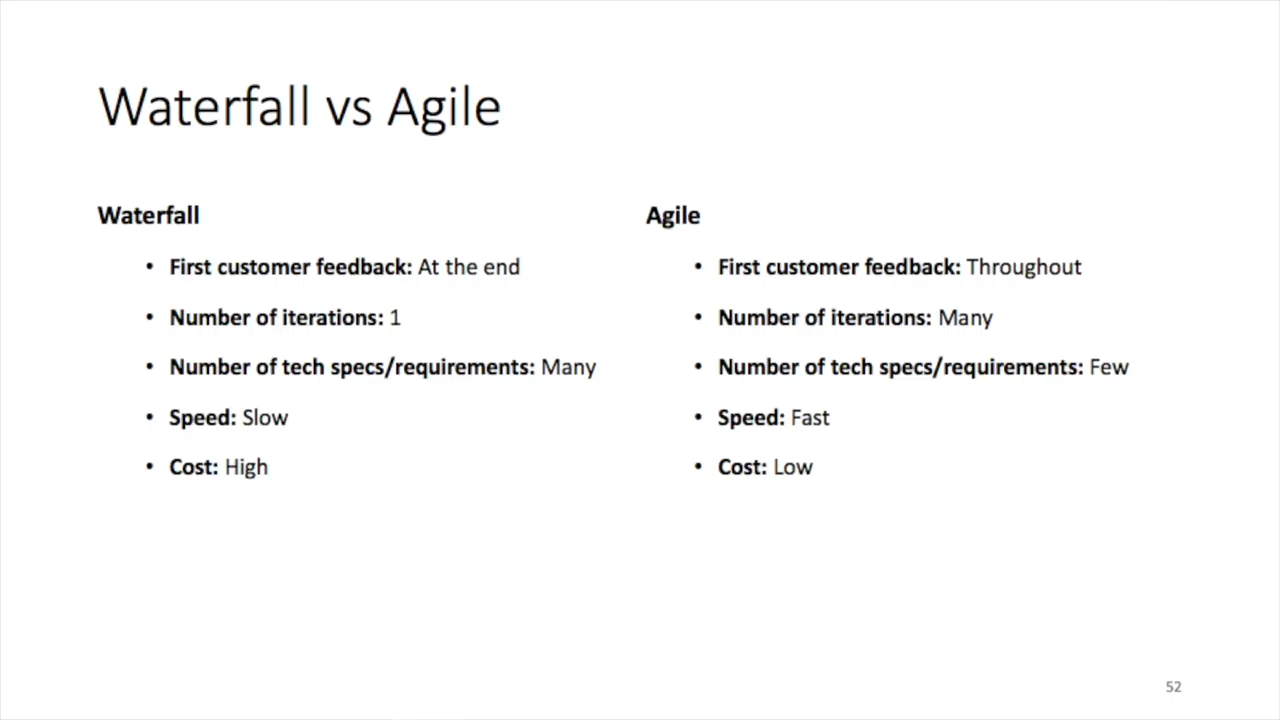 Waterfall vs Agile
Waterfall
• First customer feedback: At the end
• Number of iterations: 1
• Number of tech specs/requirements: Many
• Speed: Slow
• Cost: High
Agile
• First customer feedback: Throughout
• Number of iterations: Many
• Number of tech specs/requirements: Few
• Speed: Fast
• Cost: Low
52